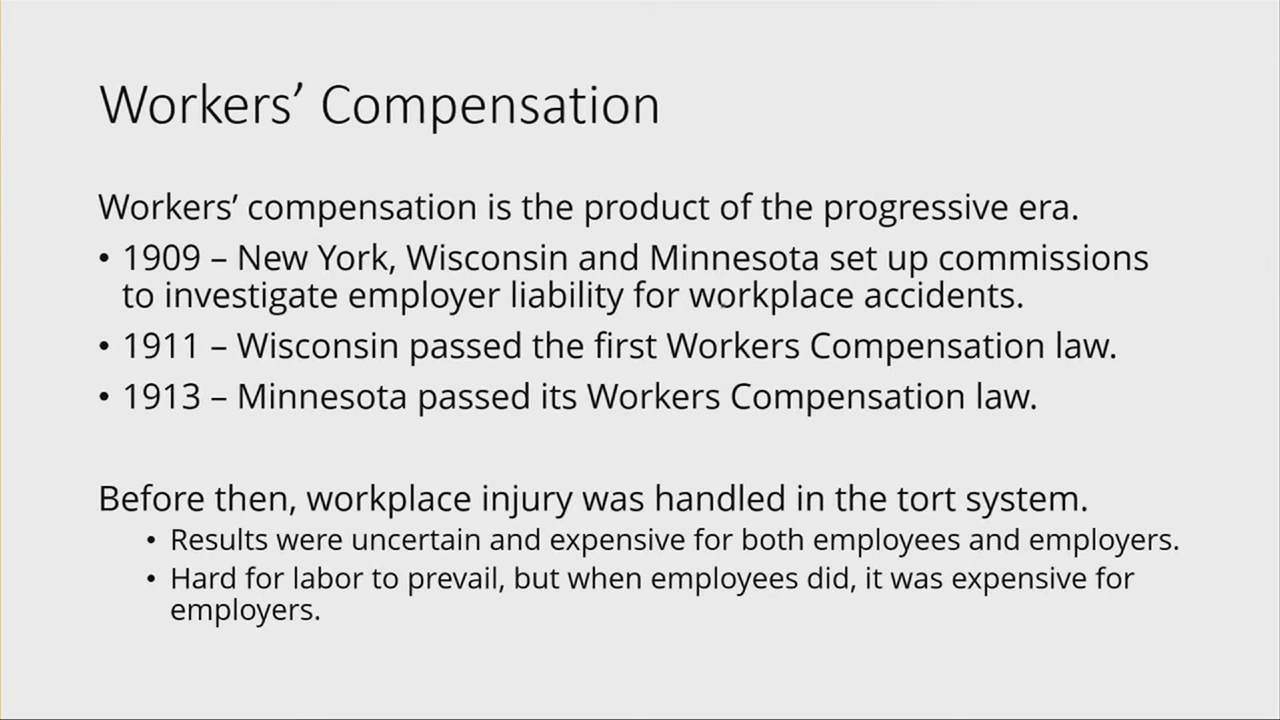 Workers’ Compensation
Workers’ compensation is the product of the progressive era.
• 1909 – New York, Wisconsin and Minnesota set up commissions
to investigate employer liability for workplace accidents.
• 1911 – Wisconsin passed the first Workers Compensation law.
• 1913 – Minnesota passed its Workers Compensation law.
Before then, workplace injury was handled in the tort system.
• Results were uncertain and expensive for both employees and employers.
• Hard for labor to prevail, but when employees did, it was expensive for
employers.